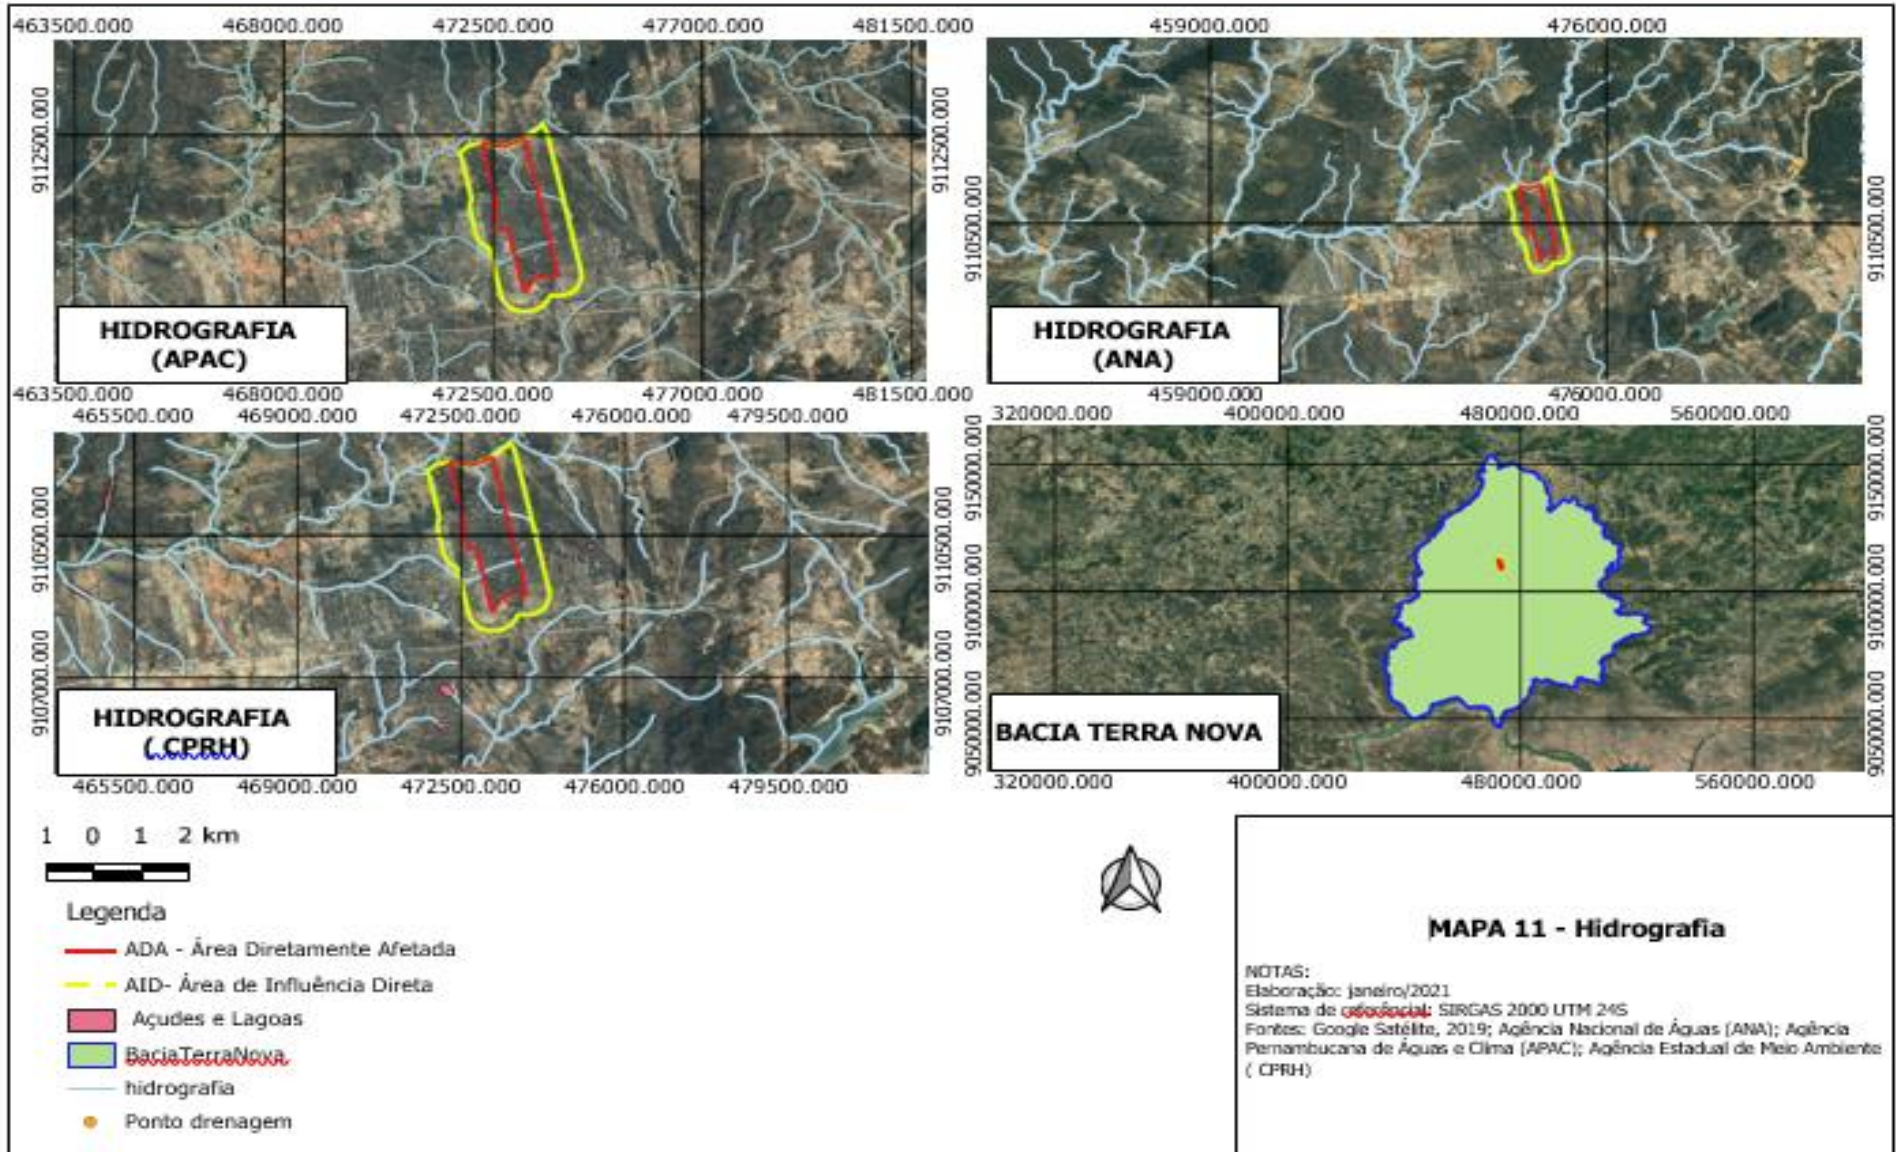 463500.000 468000.000 472500.000 477000.000 481500.000
9112500.000
9112500.000
HIDROGRAFIA
(APAC)
463500.000 468000.000 472500.000 477000.000 481500.000
459000.000 476000.000
9110500.000
9110500.000
HIDROGRAFIA
(ANA)
459000.000 476000.000
465500.000 469000.000 472500.000 476000.000 479500.000
9110500.000
9107000.000
9110500.000
9107000.000
HIDROGRAFIA
( CPRH)
465500.000 469000.000 472500.000 476000.000 479500.000
320000.000 400000.000 480000.000 560000.000
9150000.000
9100000.000
9050000.000
9150000.000
9100000.000
9050000.000
BACIA TERRA NOVA
320000.000 400000.000 480000.000 560000.000
1 0 1 2 km
Legenda
ADA - Área Diretamente Afetada
AID- Área de Influência Direta
Açudes e Lagoas
BaciaTerraNova
hidrografia
Ponto drenagem
MAPA 11 - Hidrografia
NOTAS:
Elaboração: janeiro/2021
Sistema de referêncial: SIRGAS 2000 UTM 24S
Fontes: Google Satélite, 2019; Agência Nacional de Águas (ANA); Agência
Pernambucana de Águas e Clima (APAC); Agência Estadual de Meio Ambiente
( CPRH)